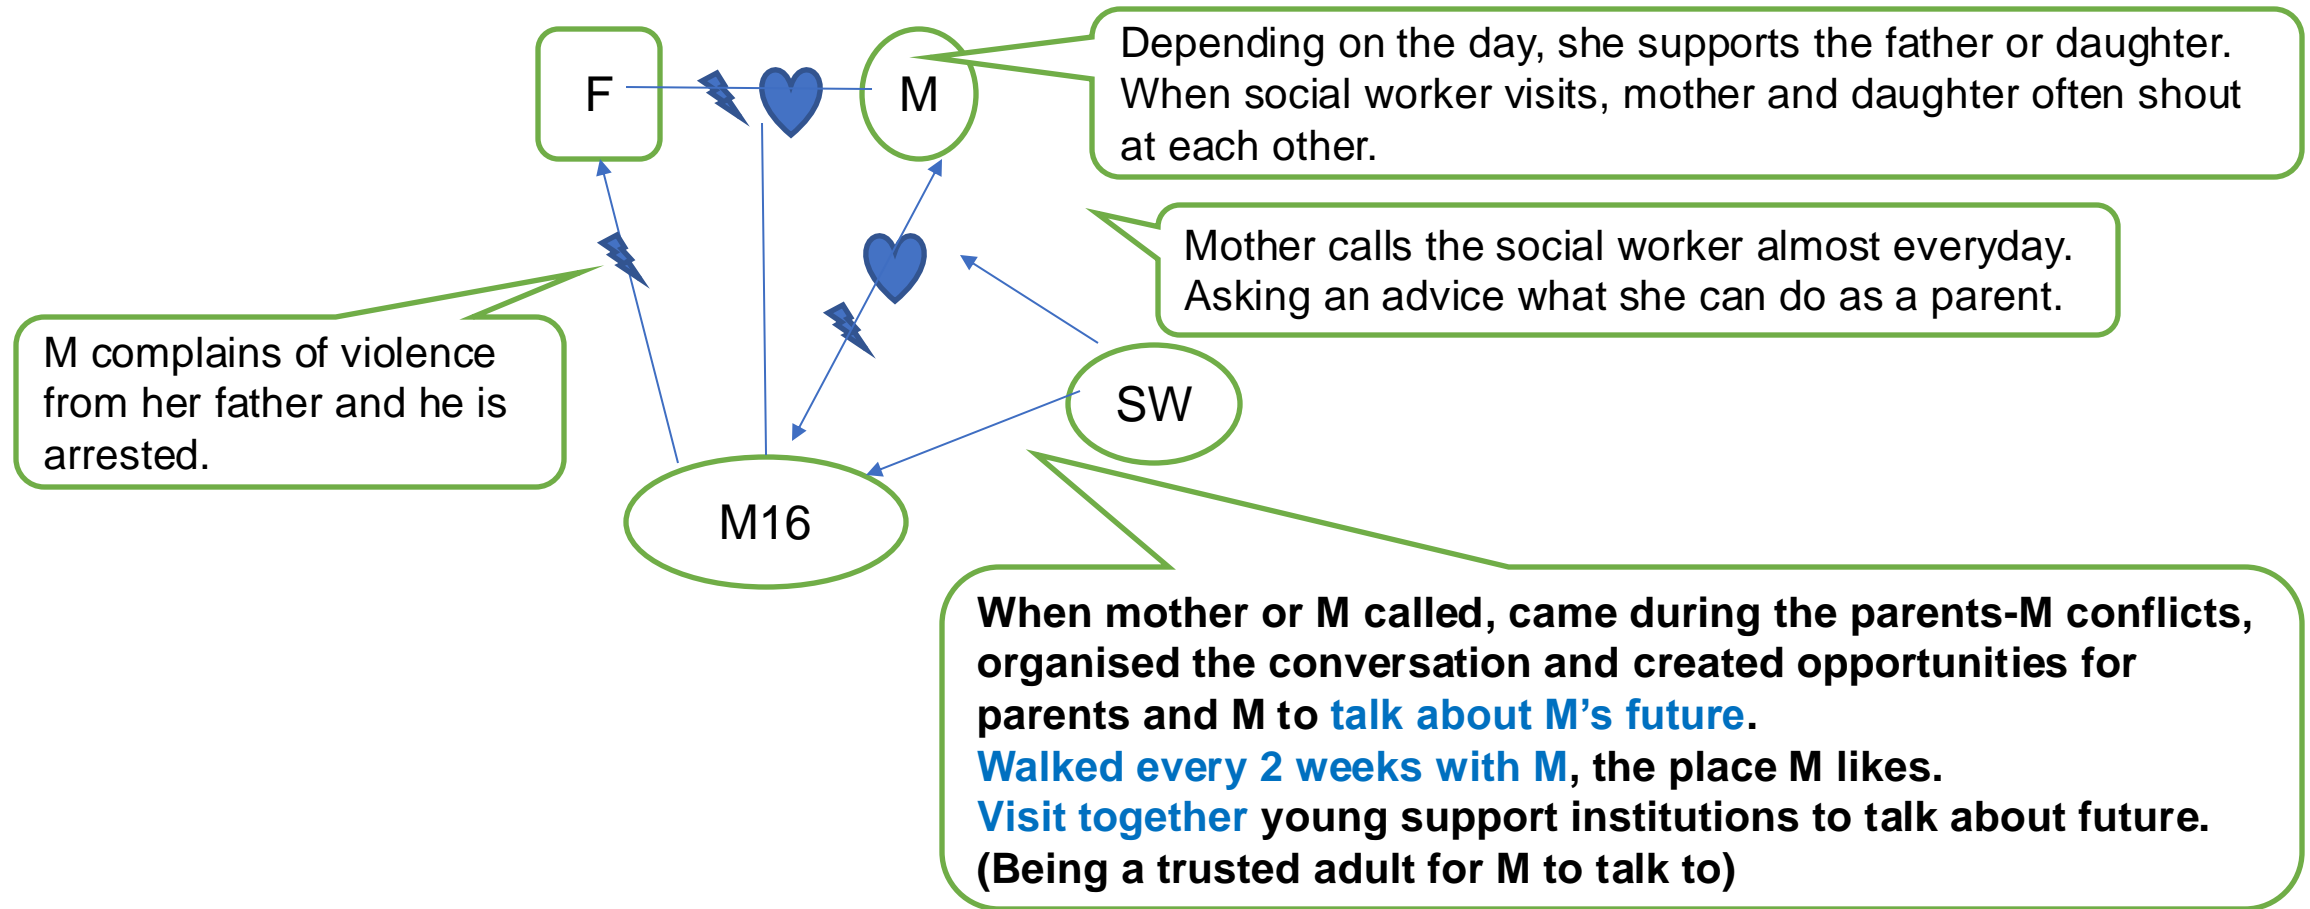 F
M
Depending on the day, she supports the father or daughter.
When social worker visits, mother and daughter often shout
at each other.
Mother calls the social worker almost everyday.
Asking an advice what she can do as a parent.
M complains of violence
from her father and he is
arrested.
SW
M16
When mother or M called, came during the parents-M conflicts,
organised the conversation and created opportunities for
parents and M to talk about M’s future.
Walked every 2 weeks with M, the place M likes.
Visit together young support institutions to talk about future.
(Being a trusted adult for M to talk to)